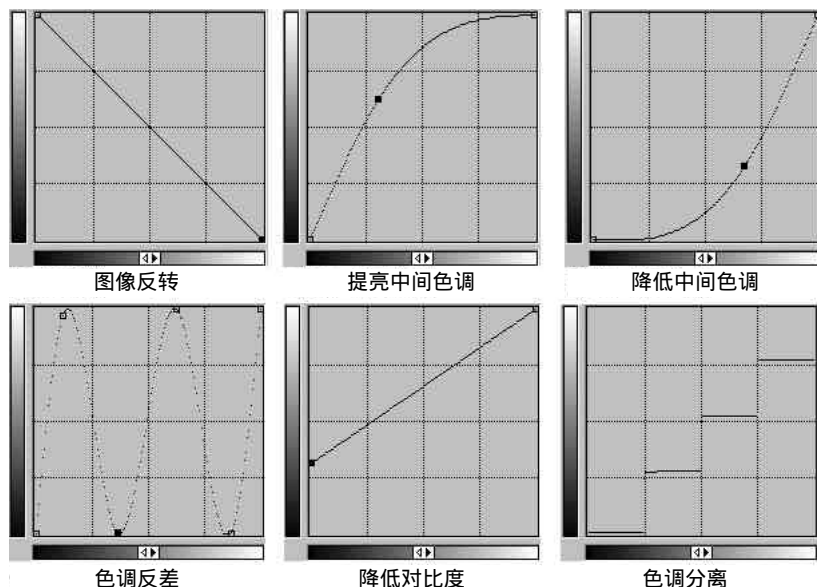 图像反转
提亮中间色调
降低中间色调
色调反差
降低对比度
色调分离